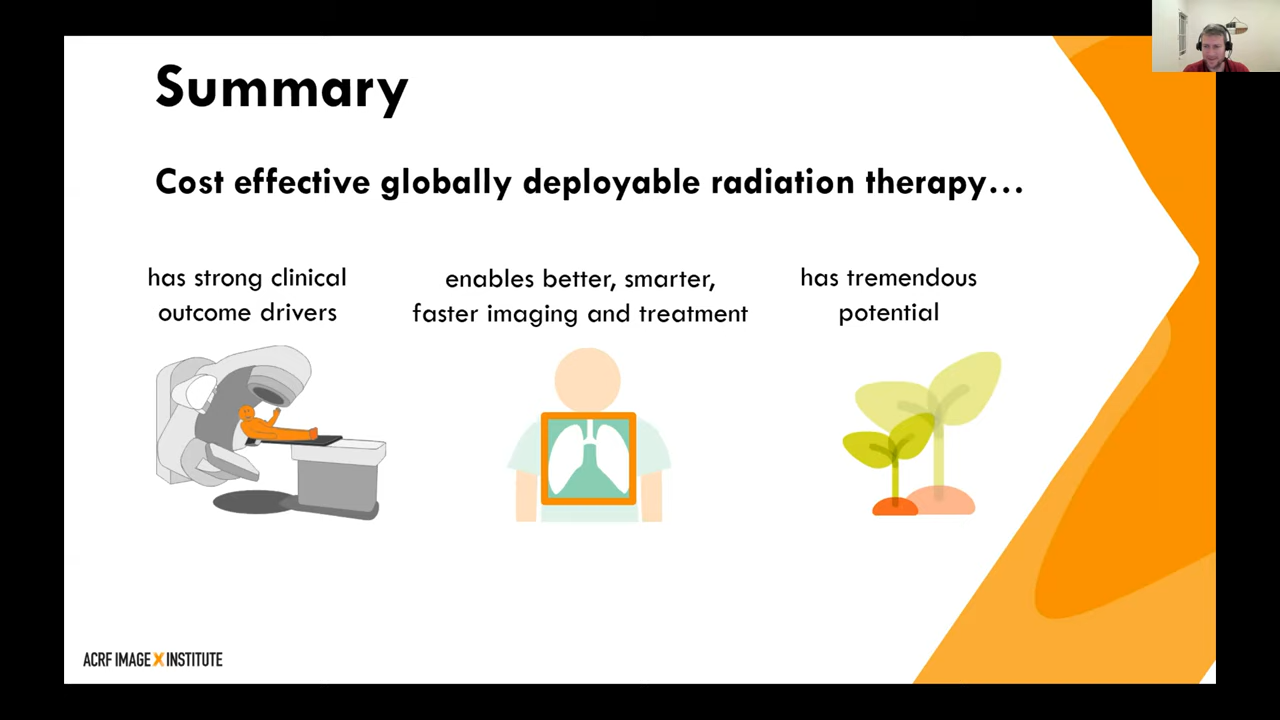 Summary
Cost effective globally deployable radiation therapy…
has strong clinical
outcome drivers
enables better, smarter,
faster imaging and treatment
has tremendous
potential
ACRF IMAGE X INSTITUTE